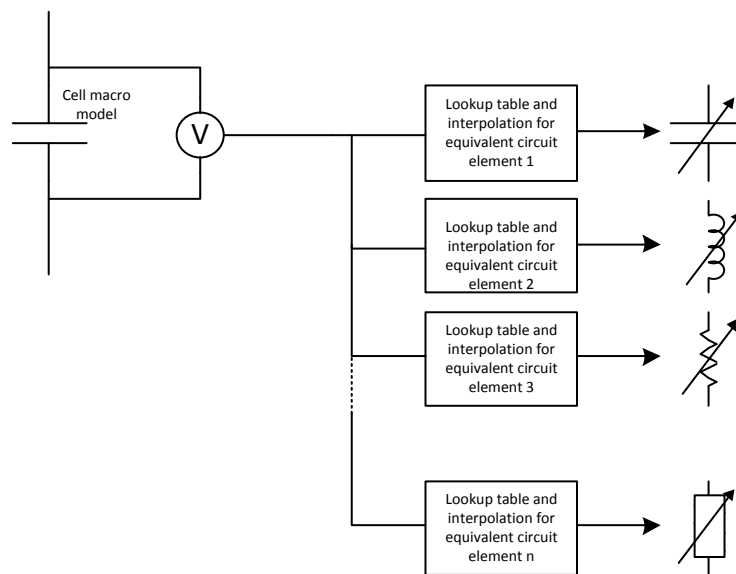 Cell macro
model
V
Lookup table and
interpolation for
equivalent circuit
element 1
Lookup table and
interpolation for
equivalent circuit
element 2
Lookup table and
interpolation for
equivalent circuit
element 3
Lookup table and
interpolation for
equivalent circuit
element n